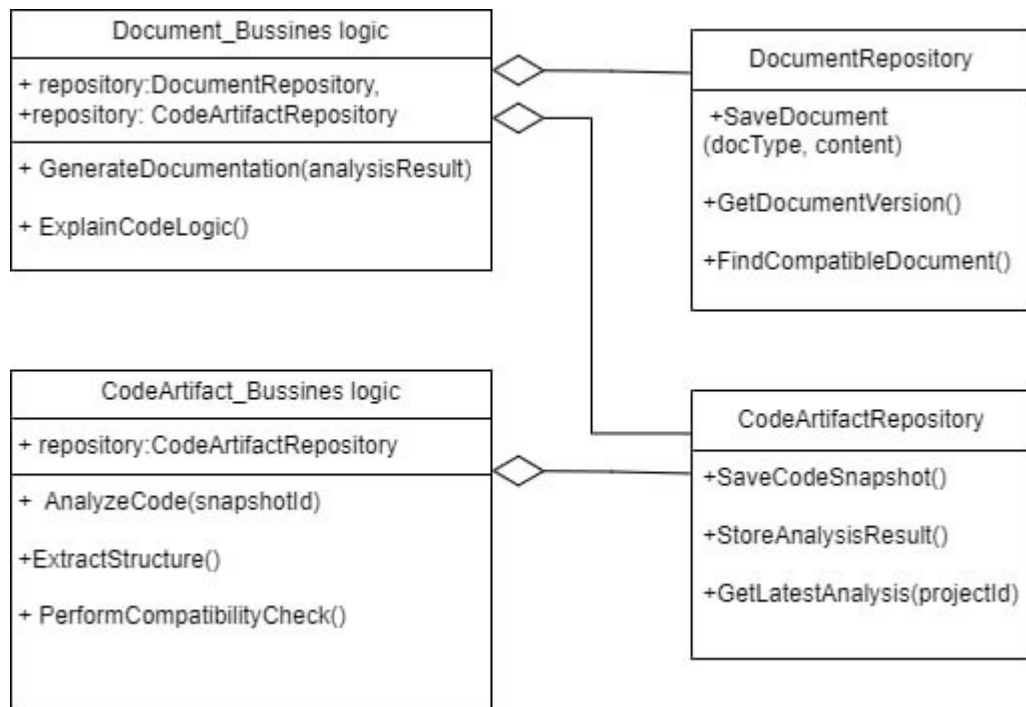 Document_Bussines logic
+ repository:DocumentRepository,
+repository: CodeArtifactRepository
+ GenerateDocumentation(analysisResult)
+ ExplainCodeLogic()
DocumentRepository
+SaveDocument
(docType, content)
+GetDocumentVersion()
+FindCompatibleDocument()
CodeArtifact_Bussines logic
+ repository:CodeArtifactRepository
+ AnalyzeCode(snapshotId)
+ExtractStructure()
+ PerformCompatibilityCheck()
CodeArtifactRepository
+SaveCodeSnapshot()
+StoreAnalysisResult()
+GetLatestAnalysis(projectId)